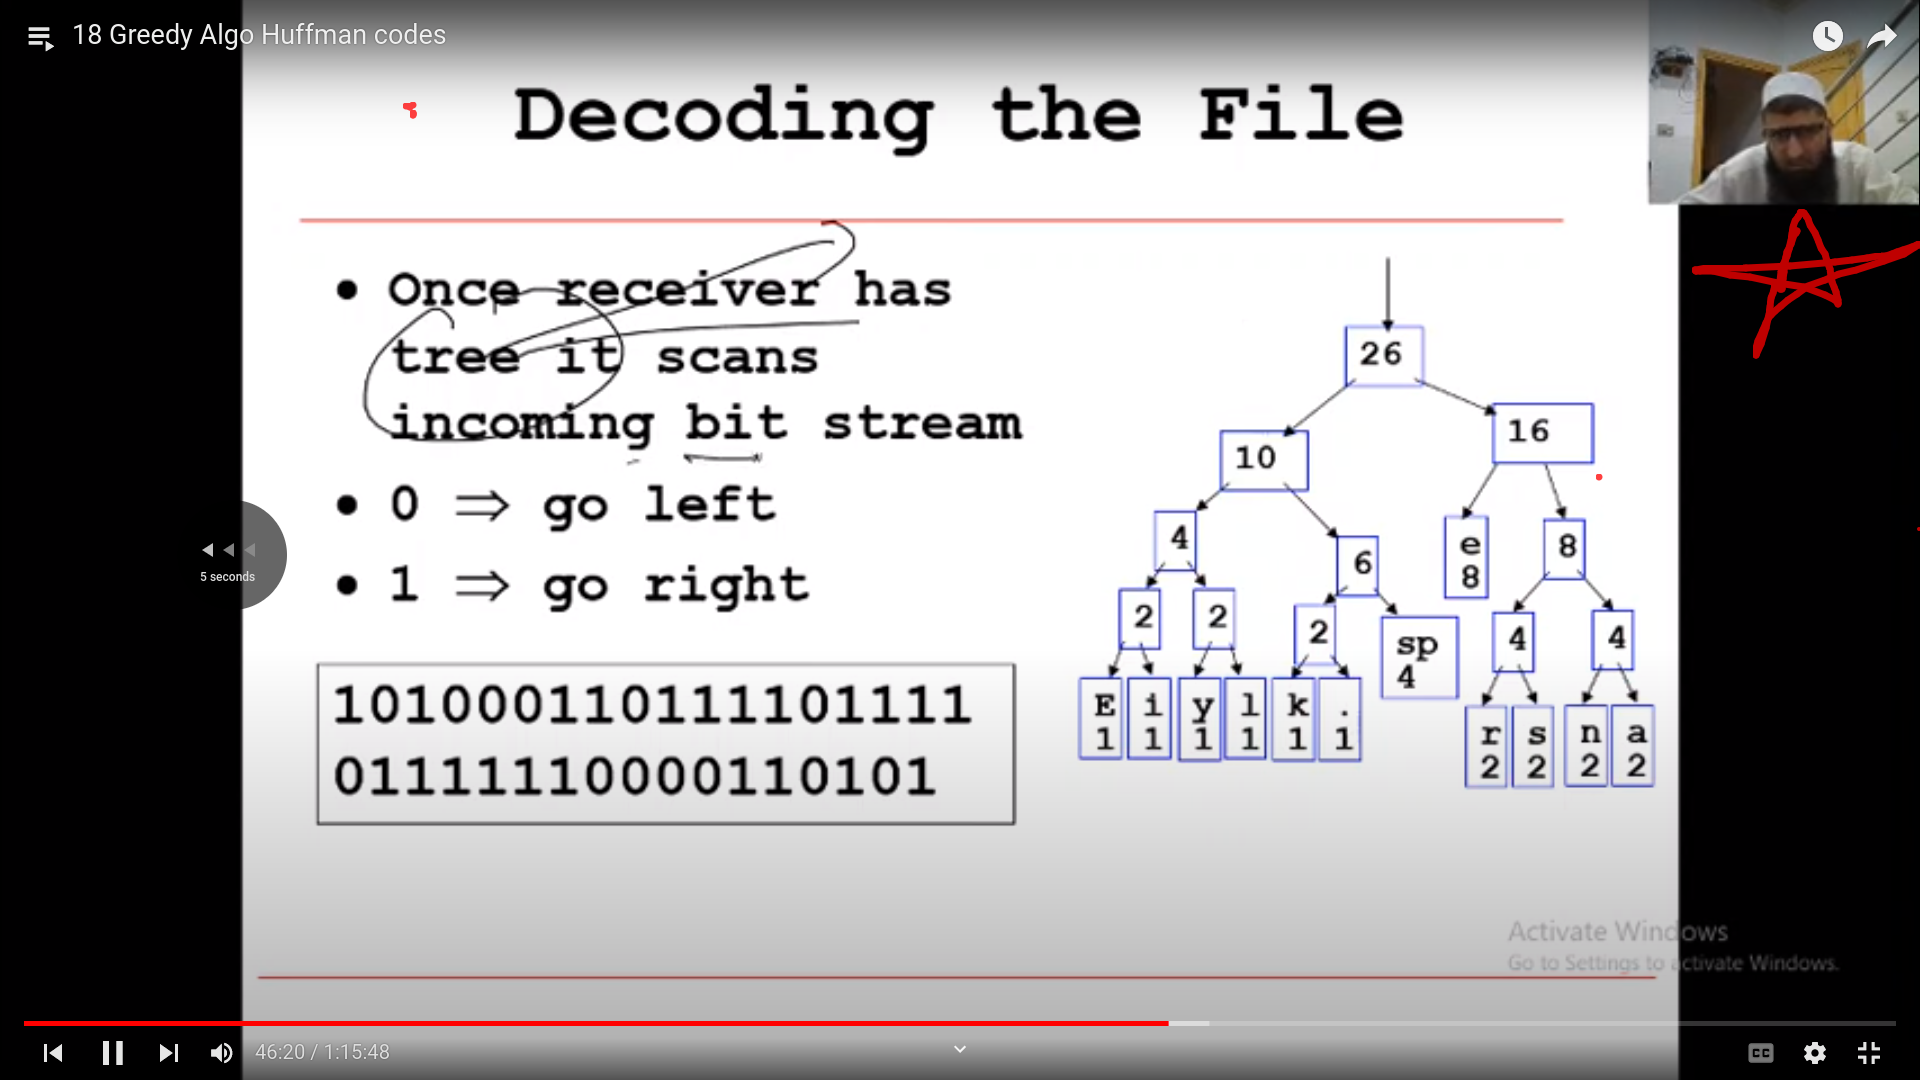 18 Greedy Algo Huffman codes
Decoding the File
• Once receiver has
tree it scans
incoming bit stream
• 0 ⇒ go left
• 1 ⇒ go right
101000110111101111
01111110000110101
26
10
16
4
6
e
8
8
2
2
2
sp
4
4
4
E
1
i
1
y
1
l
1
k
1
.
1
r
2
s
2
n
2
a
2
5 seconds
Activate Windows
Go to Settings to activate Windows.
46:20 / 1:15:48
CC